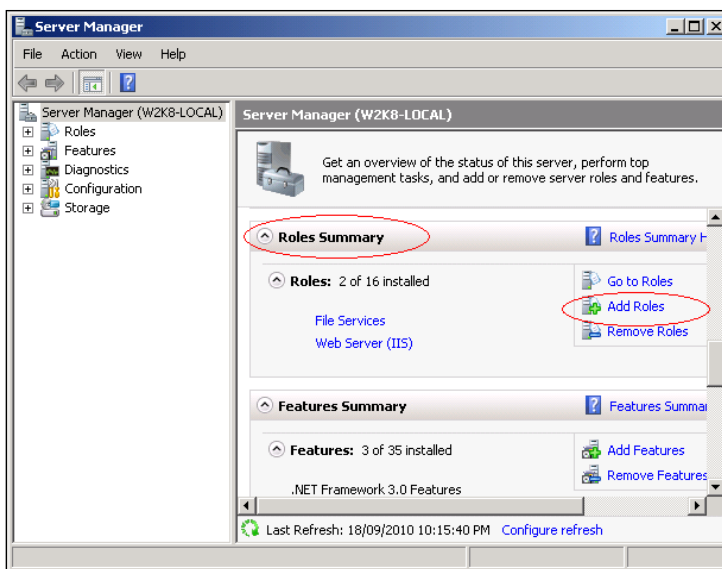 Server Manager
File Action View Help
Server Manager (W2K8-LOCAL)
Roles
Features
Diagnostics
Configuration
Storage
Server Manager (W2K8-LOCAL)
Get an overview of the status of this server, perform top
management tasks, and add or remove server roles and features.
Roles Summary
Roles Summary H
Roles: 2 of 16 installed
Go to Roles
Add Roles
Remove Roles
File Services
Web Server (IIS)
Features Summary
Features Summar
Features: 3 of 35 installed
Add Features
Remove Features
.NET Framework 3.0 Features
Last Refresh: 18/09/2010 10:15:40 PM Configure refresh